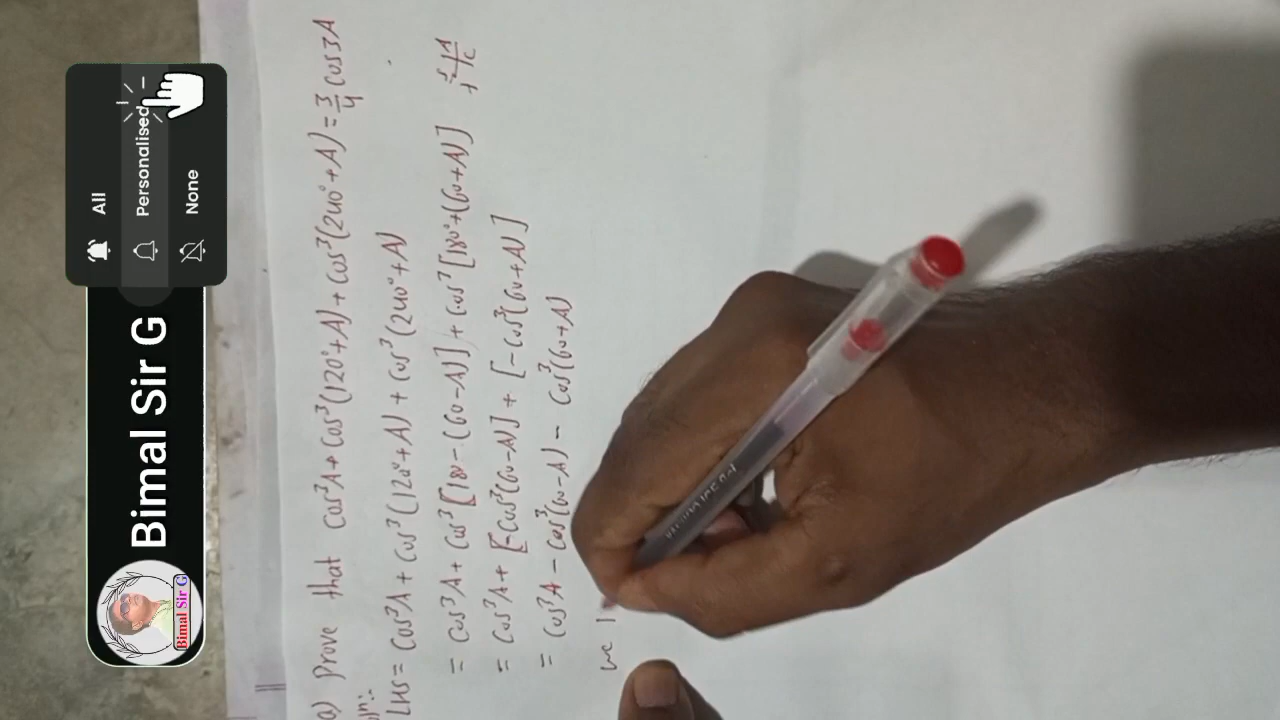 All
Personalised
None
Bimal Sir G
Bimal Sir G
a) Prove that cos³A + cos³(120°+A) + cos³(240°+A) = 3/4 cos3A
LHS = cos³A + cos³(120°+A) + cos³(240°+A)
= cos³A + cos³[180-(60-A)] + cos³[180°+(60+A)]
= cos³A + [-cos³(60-A)] + [-cos³(60+A)]
= cos³A - cos³(60-A) - cos³(60+A)
we